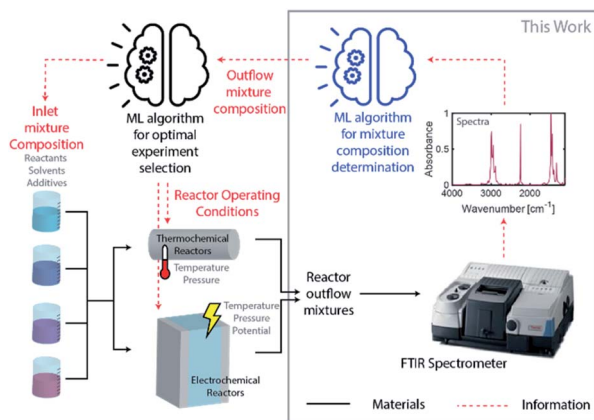 This Work
Outflow
mixture
composition
ML algorithm
for optimal
experiment
selection
ML algorithm
for mixture
composition
determination
Inlet
mixture
Composition
Reactants
Solvents
Additives
Spectra
Absorbance
1
0.5
0
4000
3000
2000
Wavenumber [cm⁻¹]
Reactor Operating
Conditions
Thermochemical
Reactors
Temperature
Pressure
Temperature
Pressure
Potential
Electrochemical
Reactors
Reactor
outflow
mixtures
FTIR Spectrometer
Materials
Information